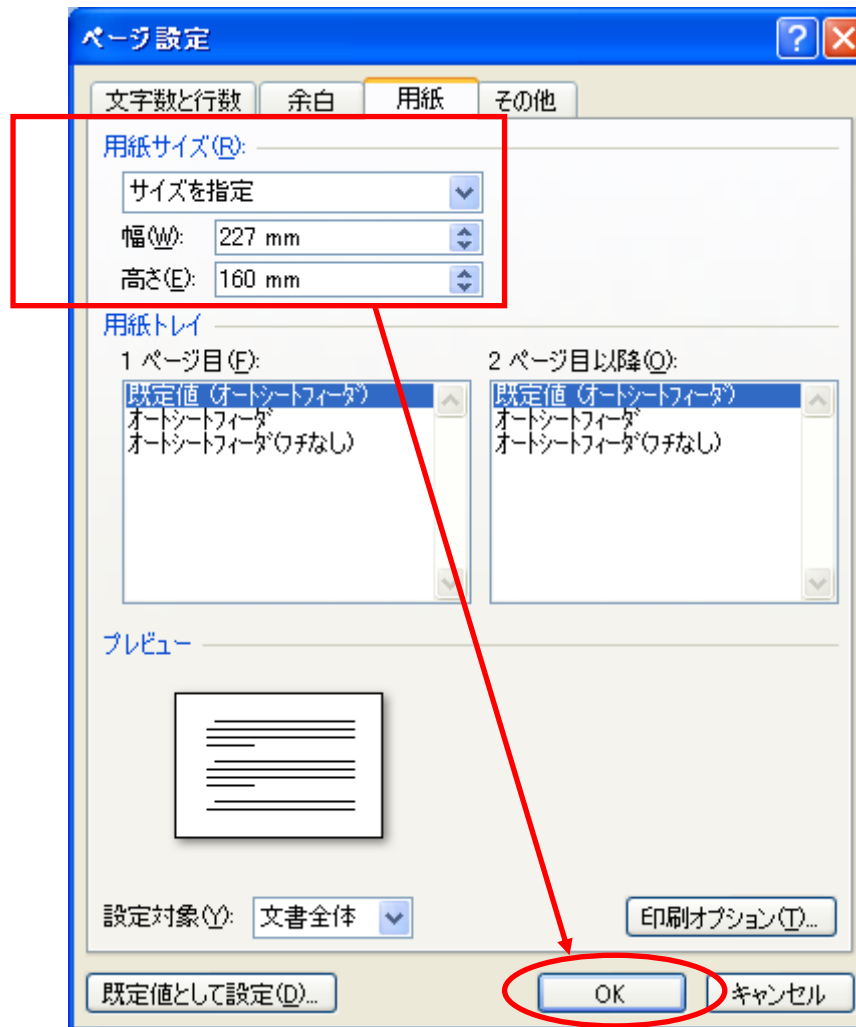 ページ設定
文字数と行数 余白 用紙 その他
用紙サイズ(R):
サイズを指定
幅(W): 227 mm
高さ(E): 160 mm
用紙トレイ
1 ページ目(F): 2 ページ目以降(O):
既定値 (オートシートフィーダ) 既定値 (オートシートフィーダ)
オートシートフィーダ オートシートフィーダ
オートシートフィーダ(フチなし) オートシートフィーダ(フチなし)
プレビュー
設定対象(Y): 文書全体 印刷オプション(T)...
既定値として設定(D)... OK キャンセル